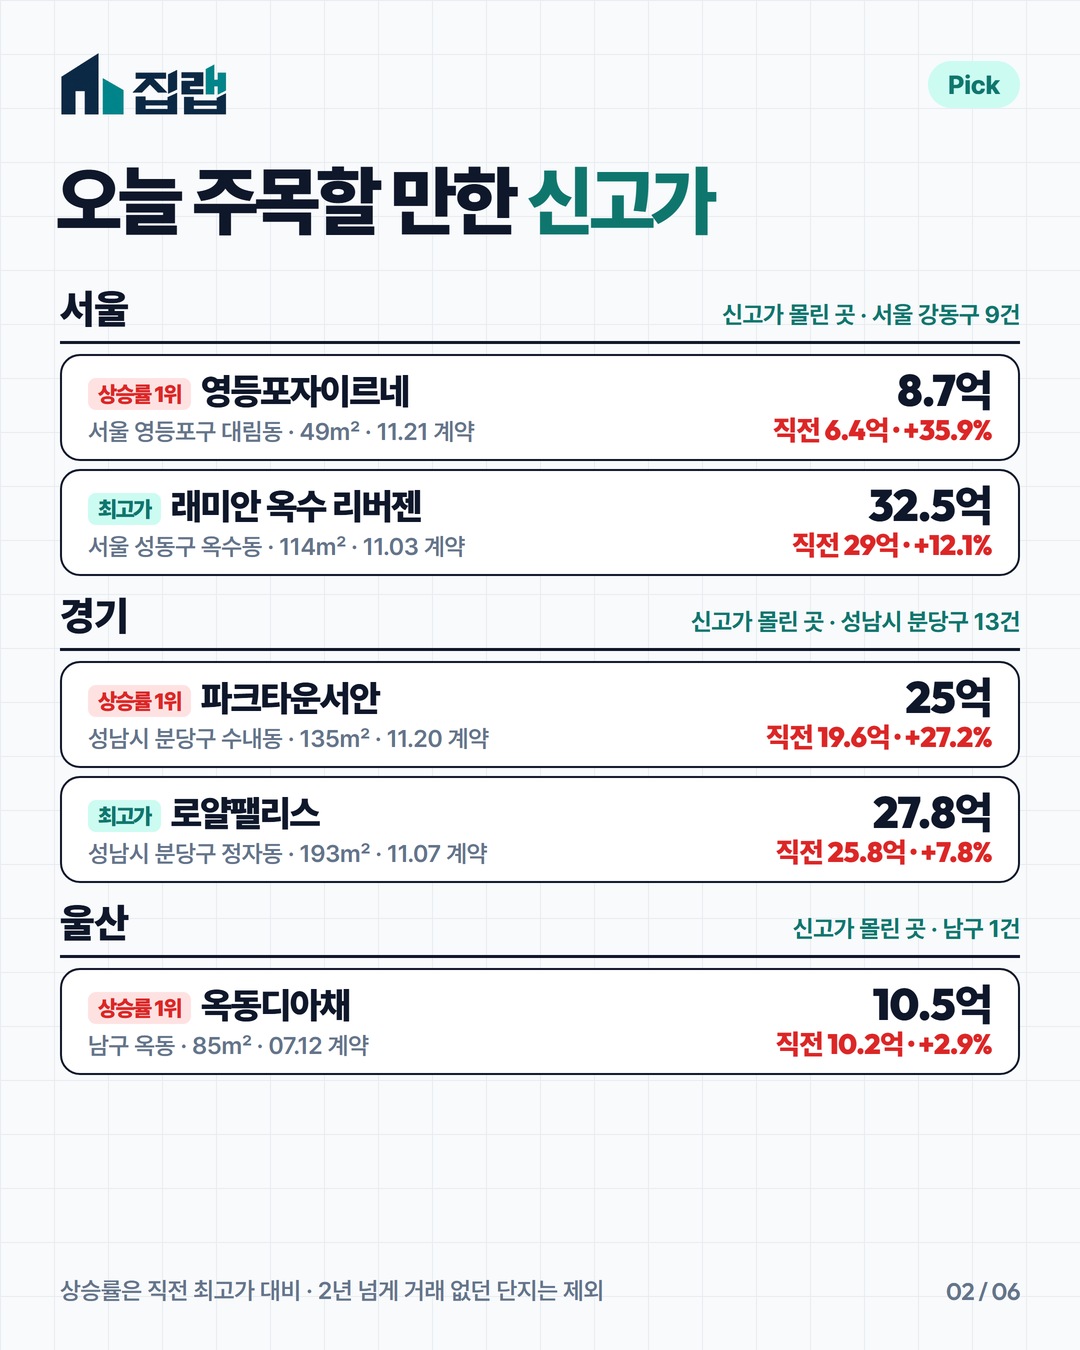 집랩
Pick
오늘 주목할 만한 신고가
서울
신고가 몰린 곳 · 서울 강동구 9건
상승률 1위 영등포자이르네
8.7억
서울 영등포구 대림동 · 49m² · 11.21 계약
직전 6.4억 · +35.9%
최고가 래미안 옥수 리버젠
32.5억
서울 성동구 옥수동 · 114m² · 11.03 계약
직전 29억 · +12.1%
경기
신고가 몰린 곳 · 성남시 분당구 13건
상승률 1위 파크타운서안
25억
성남시 분당구 수내동 · 135m² · 11.20 계약
직전 19.6억 · +27.2%
최고가 로얄팰리스
27.8억
성남시 분당구 정자동 · 193m² · 11.07 계약
직전 25.8억 · +7.8%
울산
신고가 몰린 곳 · 남구 1건
상승률 1위 옥동디아채
10.5억
남구 옥동 · 85m² · 07.12 계약
직전 10.2억 · +2.9%
상승률은 직전 최고가 대비 · 2년 넘게 거래 없던 단지는 제외
02 / 06